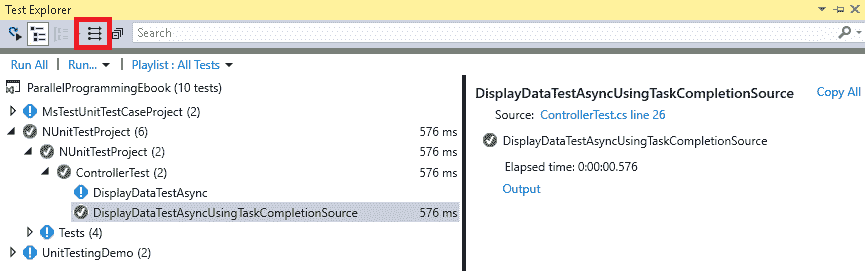 Test Explorer
Search
Run All | Run... | Playlist : All Tests
ParallelProgrammingEbook (10 tests)
MsTestUnitTestCaseProject (2)
NUnitTestProject (6) 576 ms
NUnitTestProject (2) 576 ms
ControllerTest (2) 576 ms
DisplayDataTestAsync
DisplayDataTestAsyncUsingTaskCompletionSource 576 ms
Tests (4)
UnitTestingDemo (2)
DisplayDataTestAsyncUsingTaskCompletionSource Copy All
Source: ControllerTest.cs line 26
DisplayDataTestAsyncUsingTaskCompletionSource
Elapsed time: 0:00:00.576
Output